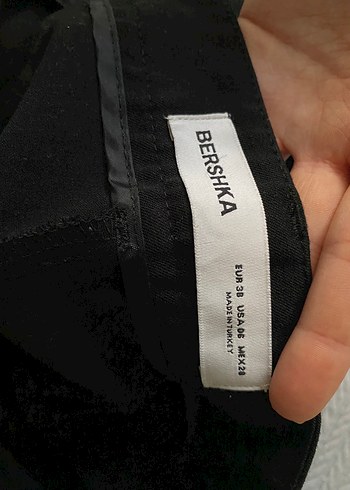 BERSHKA
EUR 38 USA 06 MEX 28
MADE IN TURKEY